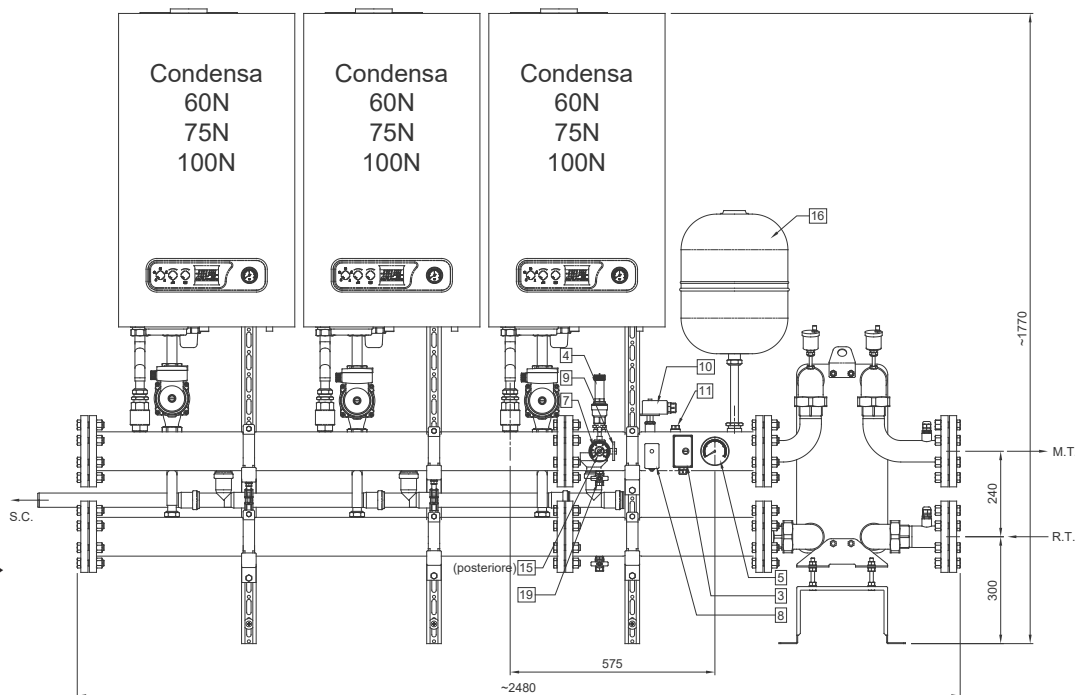 Condensa
60N
75N
100N
Condensa
60N
75N
100N
Condensa
60N
75N
100N
16
~1770
4
9
7
10
11
M.T
240
S.C.
R.T.
(posteriore) 15
19
5
3
8
300
575
~2480